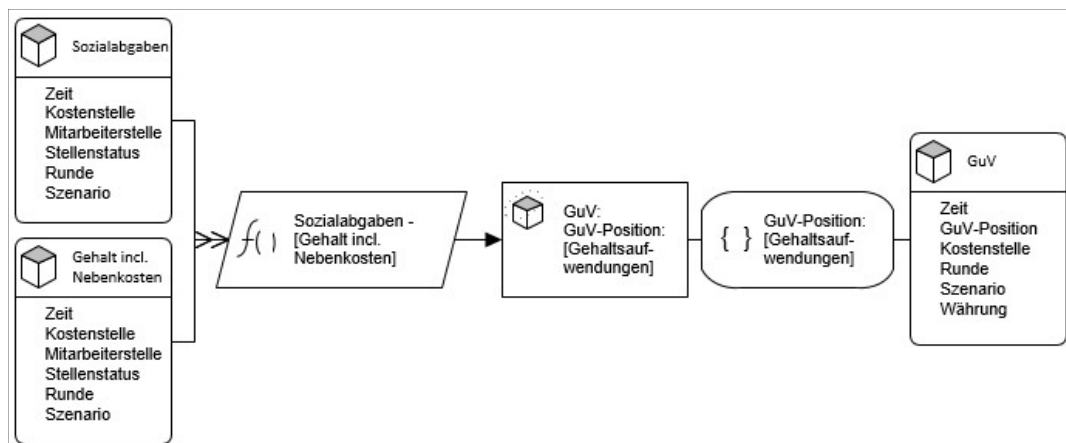 Sozialabgaben
Zeit
Kostenstelle
Mitarbeiterstelle
Stellenstatus
Runde
Szenario
Gehalt incl.
Nebenkosten
Zeit
Kostenstelle
Mitarbeiterstelle
Stellenstatus
Runde
Szenario
f()
Sozialabgaben -
[Gehalt incl.
Nebenkosten]
GuV:
GuV-Position:
[Gehaltsauf-
wendungen]
{ }
GuV-Position:
[Gehaltsauf-
wendungen]
GuV
Zeit
GuV-Position
Kostenstelle
Runde
Szenario
Währung